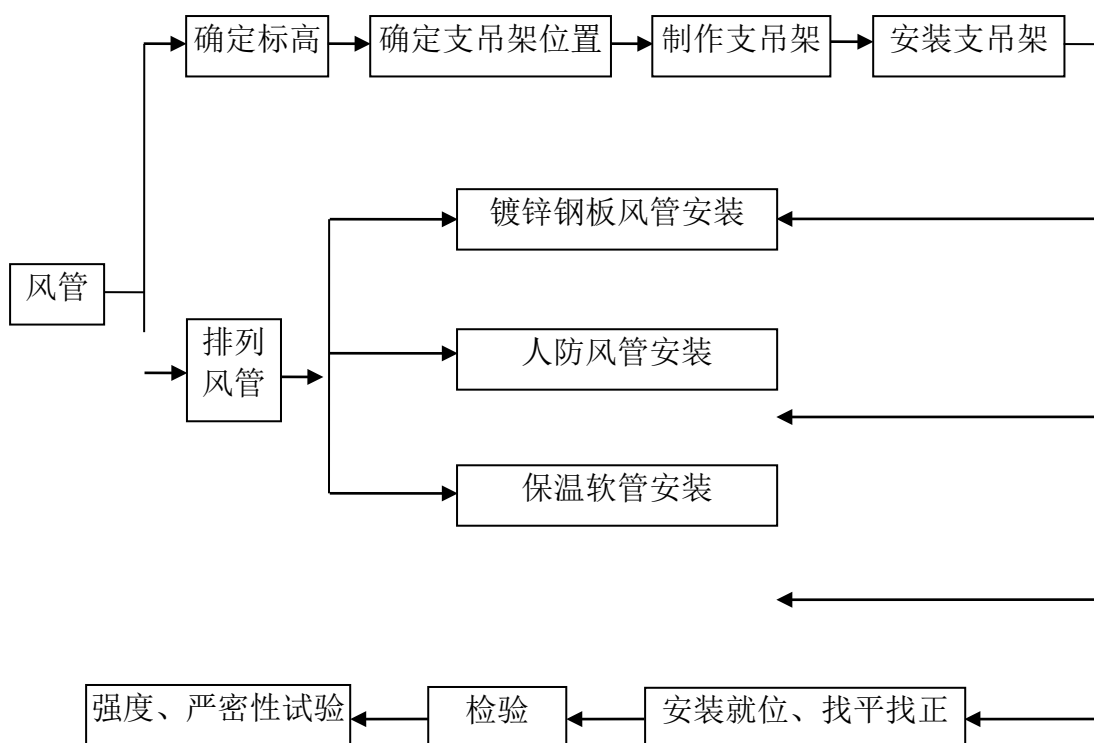 确定标高
确定支吊架位置
制作支吊架
安装支吊架
镀锌钢板风管安装
风管
排列
风管
人防风管安装
保温软管安装
强度、严密性试验
检验
安装就位、找平找正